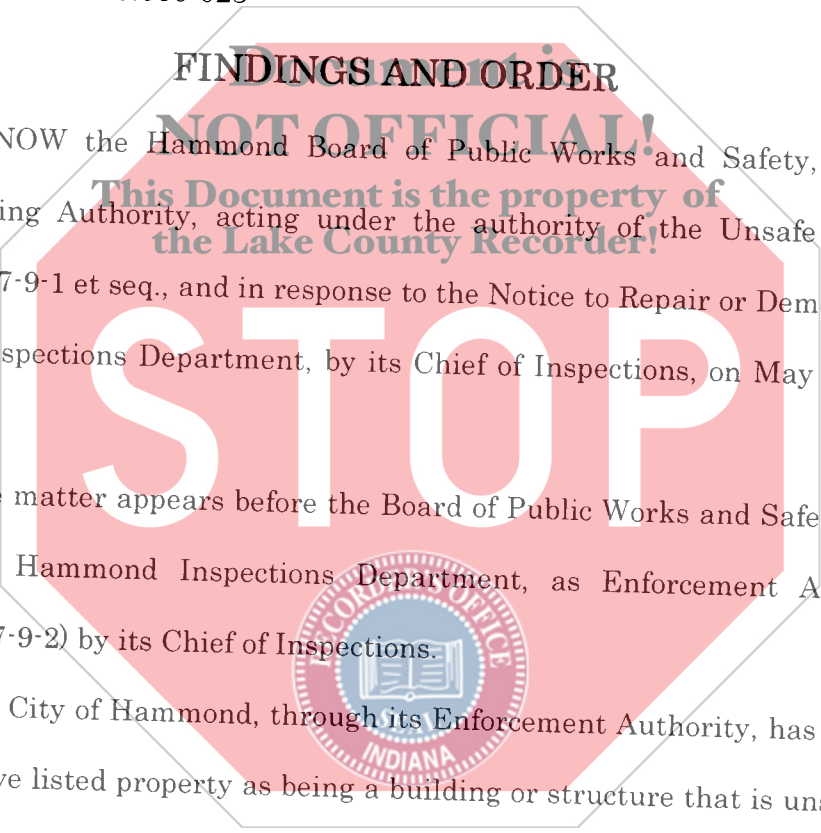 FINDINGS AND ORDER
Document is
NOT OFFICIAL!
This Document is the property of
the Lake County Recorder!
STOP
NOW the Hammond Board of Public Works and Safety,
ing Authority, acting under the authority of the Unsafe
7-9-1 et seq., and in response to the Notice to Repair or Dem
spections Department, by its Chief of Inspections, on May
matter appears before the Board of Public Works and Safe
Hammond Inspections Department, as Enforcement A
7-9-2) by its Chief of Inspections.
City of Hammond, through its Enforcement Authority, has
ve listed property as being a building or structure that is uns
RECORDER'S OFFICE
SEAL
INDIANA